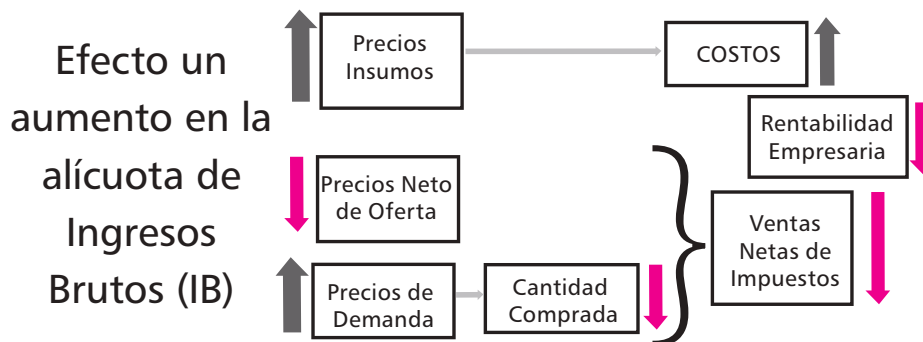 Efecto un
aumento en la
alícuota de
Ingresos
Brutos (IB)
Precios
Insumos
COSTOS
Rentabilidad
Empresaria
Precios Neto
de Oferta
Ventas
Netas de
Impuestos
Precios de
Demanda
Cantidad
Comprada